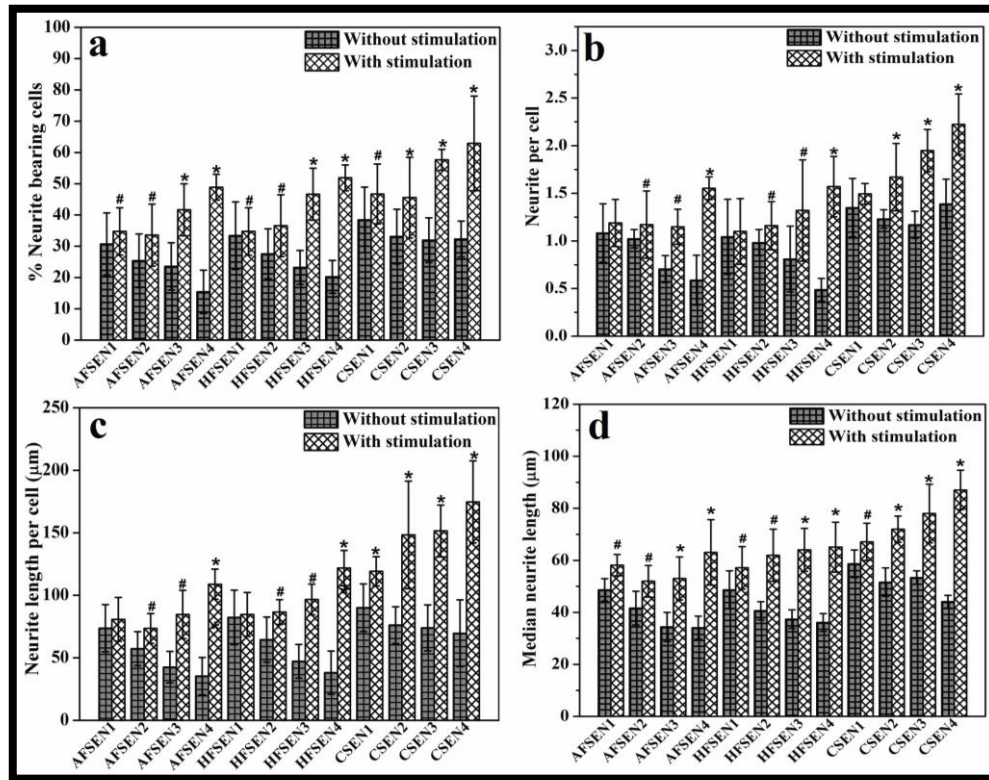 a
Without stimulation
With stimulation
% Neurite bearing cells
100
90
80
70
60
50
40
30
20
10
0
# # * * # # * * # * * *
AFSEN1 AFSEN2 AFSEN3 AFSEN4 HFSEN1 HFSEN2 HFSEN3 HFSEN4 CSEN1 CSEN2 CSEN3 CSEN4
b
Without stimulation
With stimulation
Neurite per cell
3.0
2.5
2.0
1.5
1.0
0.5
0.0
# # * # # * * * *
AFSEN1 AFSEN2 AFSEN3 AFSEN4 HFSEN1 HFSEN2 HFSEN3 HFSEN4 CSEN1 CSEN2 CSEN3 CSEN4
c
Without stimulation
With stimulation
Neurite length per cell (μm)
250
200
150
100
50
0
# # * # # * * * * *
AFSEN1 AFSEN2 AFSEN3 AFSEN4 HFSEN1 HFSEN2 HFSEN3 HFSEN4 CSEN1 CSEN2 CSEN3 CSEN4
d
Without stimulation
With stimulation
Median neurite length (μm)
120
100
80
60
40
20
0
# # * * # # * * # * * *
AFSEN1 AFSEN2 AFSEN3 AFSEN4 HFSEN1 HFSEN2 HFSEN3 HFSEN4 CSEN1 CSEN2 CSEN3 CSEN4